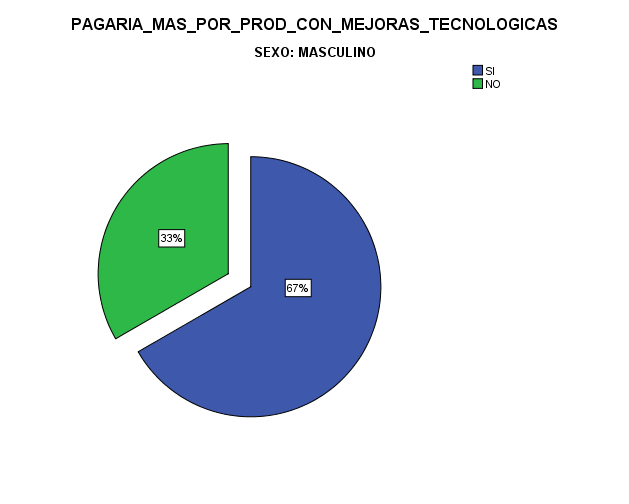 PAGARIA_MAS_POR_PROD_CON_MEJORAS_TECNOLOGICAS
SEXO: MASCULINO
SI
NO
33%
67%